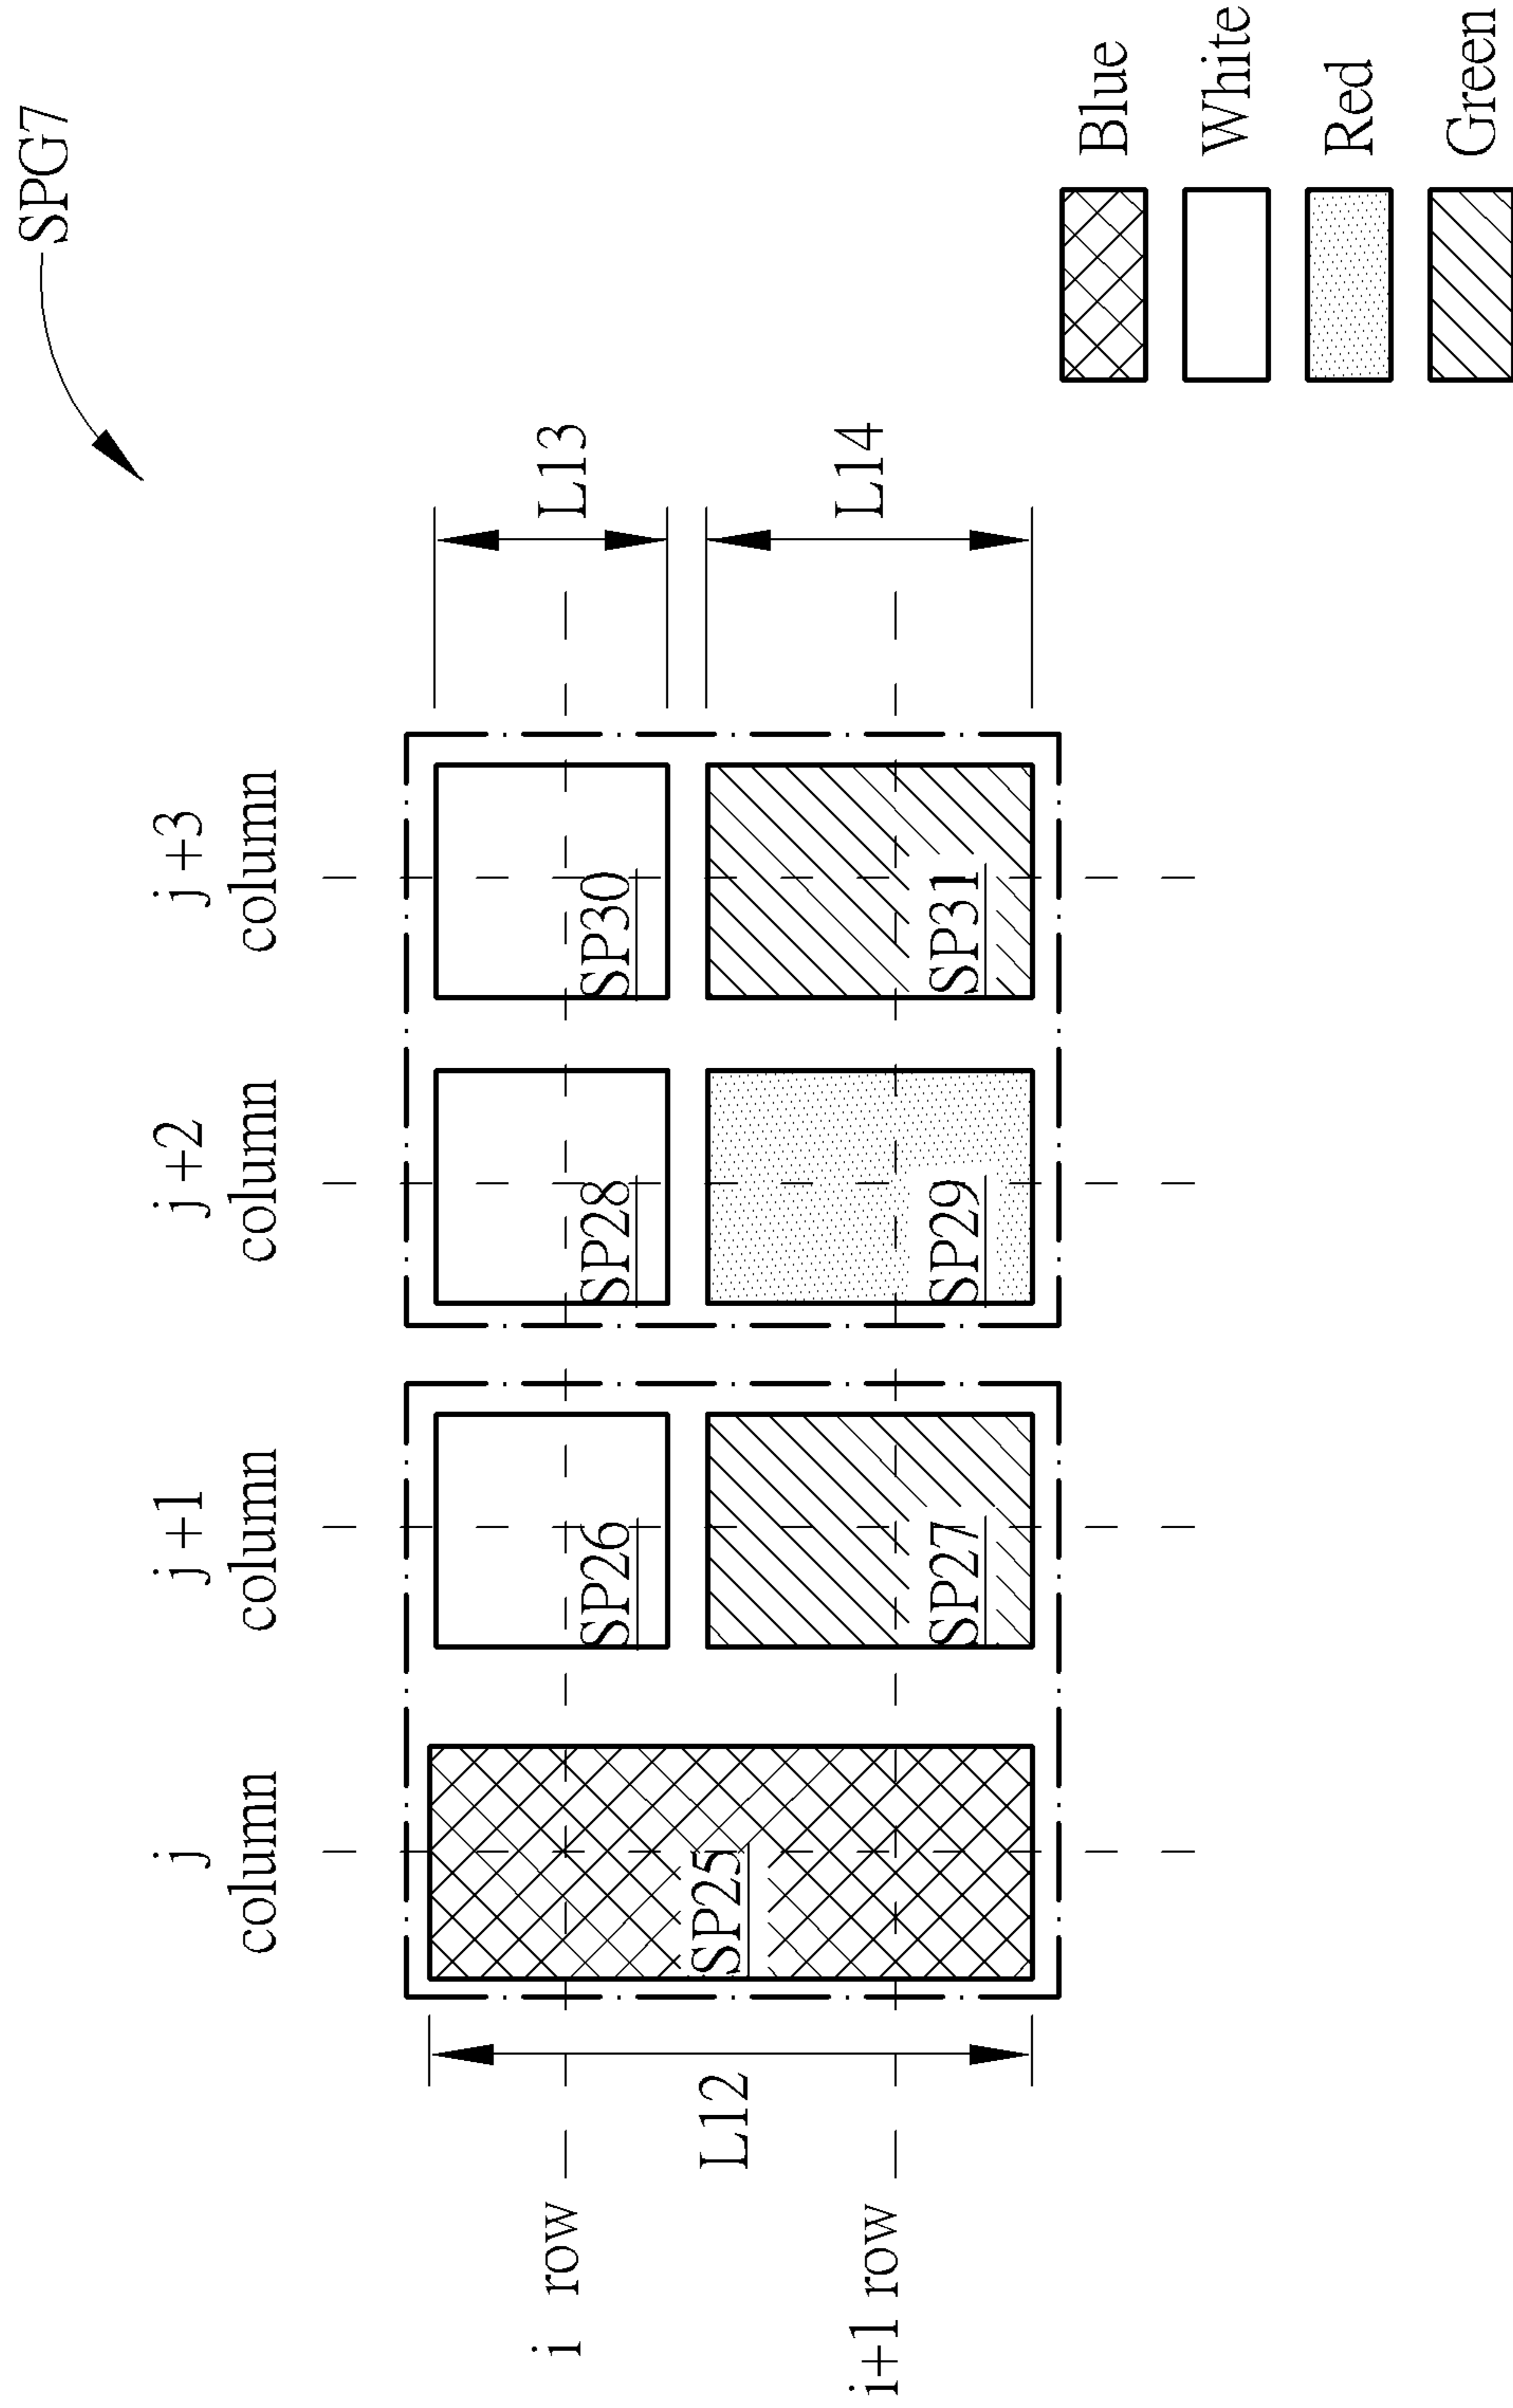 SPG7
j
column
j+1
column
j+2
column
j+3
column
i row
i+1 row
L12
SP25
SP26
SP27
SP28
SP29
SP30
SP31
L13
L14
Blue
White
Red
Green